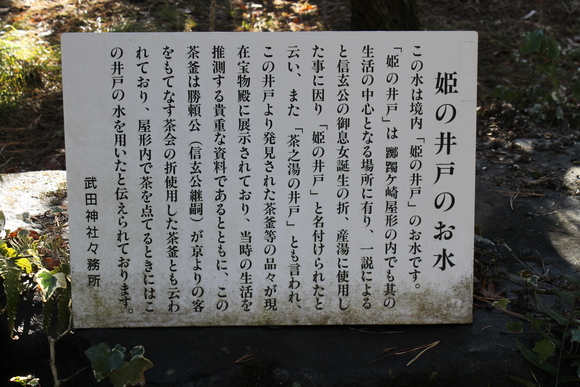 姫の井戸のお水
この水は境内「姫の井戸」のお水です。
「姫の井戸」は躑躅ケ崎屋形の内でも其の
生活の中心となる場所に有り、一説による
と信玄公の御息女誕生の折、産湯に使用し
た事に因り「姫の井戸」と名付けられたと
云い、また「茶之湯の井戸」とも言われ、
この井戸より発見された茶釜等の品々が現
在宝物殿に展示されており、当時の生活を
推測する貴重な資料であるとともに、この
茶釜は勝頼公（信玄公継嗣）が京よりの客
をもてなす茶会の折使用した茶釜とも云わ
れており、屋形内で茶を点てるときにはこ
の井戸の水を用いたと伝えられております。
武田神社々務所